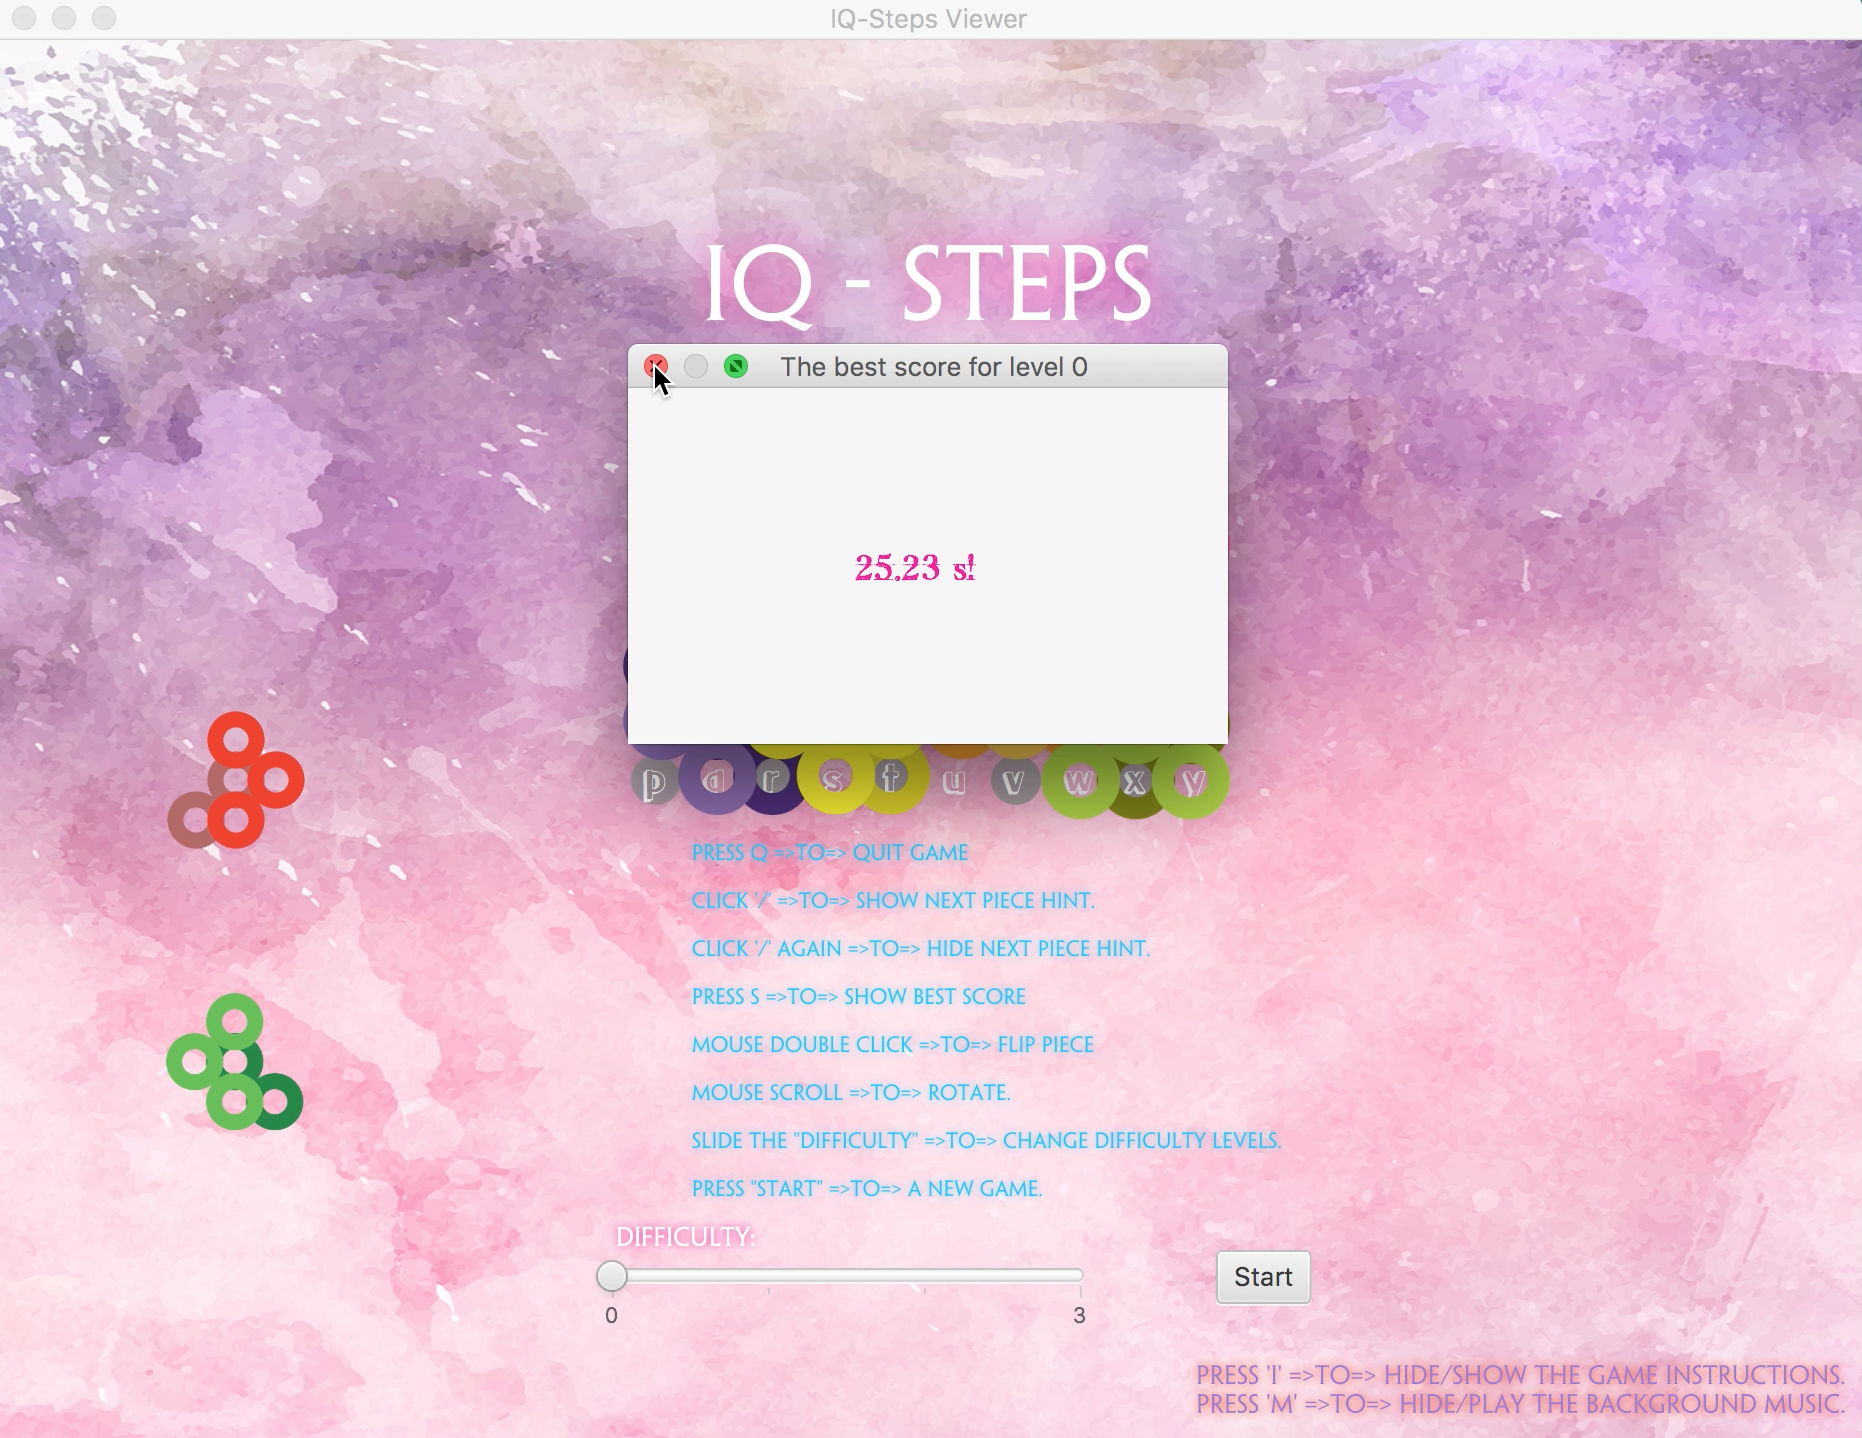 IQ-Steps Viewer
IQ - STEPS
The best score for level 0
25.23 s!
p q r s t u v w x y
PRESS Q =>TO=> QUIT GAME
CLICK '/' =>TO=> SHOW NEXT PIECE HINT.
CLICK '/' AGAIN =>TO=> HIDE NEXT PIECE HINT.
PRESS S =>TO=> SHOW BEST SCORE
MOUSE DOUBLE CLICK =>TO=> FLIP PIECE
MOUSE SCROLL =>TO=> ROTATE.
SLIDE THE "DIFFICULTY" =>TO=> CHANGE DIFFICULTY LEVELS.
PRESS "START" =>TO=> A NEW GAME.
DIFFICULTY:
Start
0 3
PRESS 'I' =>TO=> HIDE/SHOW THE GAME INSTRUCTIONS.
PRESS 'M' =>TO=> HIDE/PLAY THE BACKGROUND MUSIC.